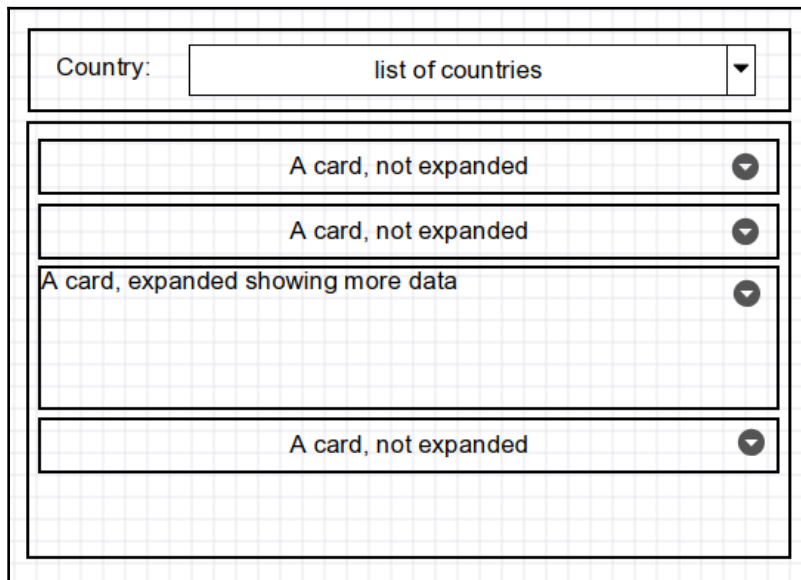 Country:
list of countries
A card, not expanded
A card, not expanded
A card, expanded showing more data
A card, not expanded